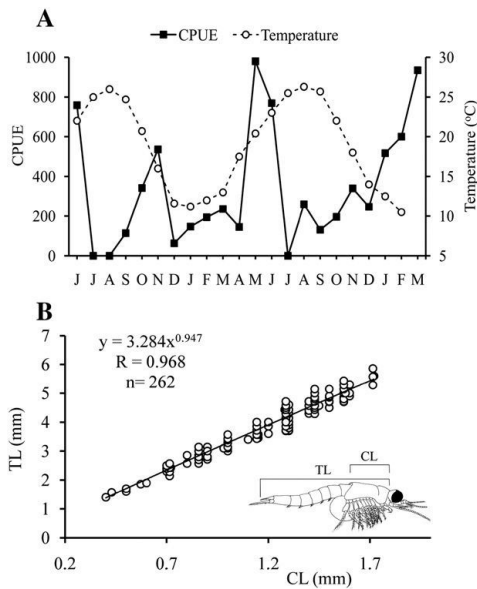 A
CPUE Temperature
1000 30
800 25
600 20
400 15
200 10
0 5
CPUE
Temperature (°C)
J J A S O N D J F M A M J J A S O N D J F M
B
y = 3.284x^0.947
R = 0.968
n= 262
7
6
5
4
3
2
1
0
TL (mm)
CL
TL
0.2 0.7 1.2 1.7
CL (mm)